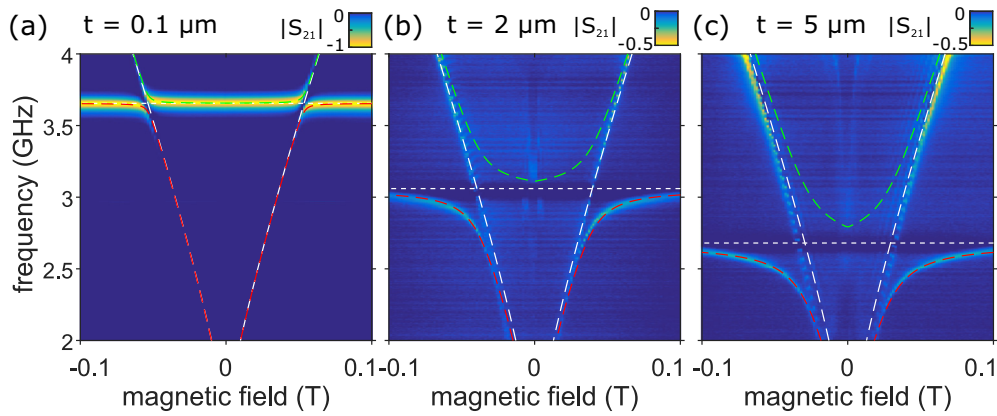 (a) t = 0.1 µm |S21| 0 -1
(b) t = 2 µm |S21| 0 -0.5
(c) t = 5 µm |S21| 0 -0.5
frequency (GHz)
4
3.5
3
2.5
2
-0.1 0 0.1
magnetic field (T)
-0.1 0 0.1
magnetic field (T)
-0.1 0 0.1
magnetic field (T)